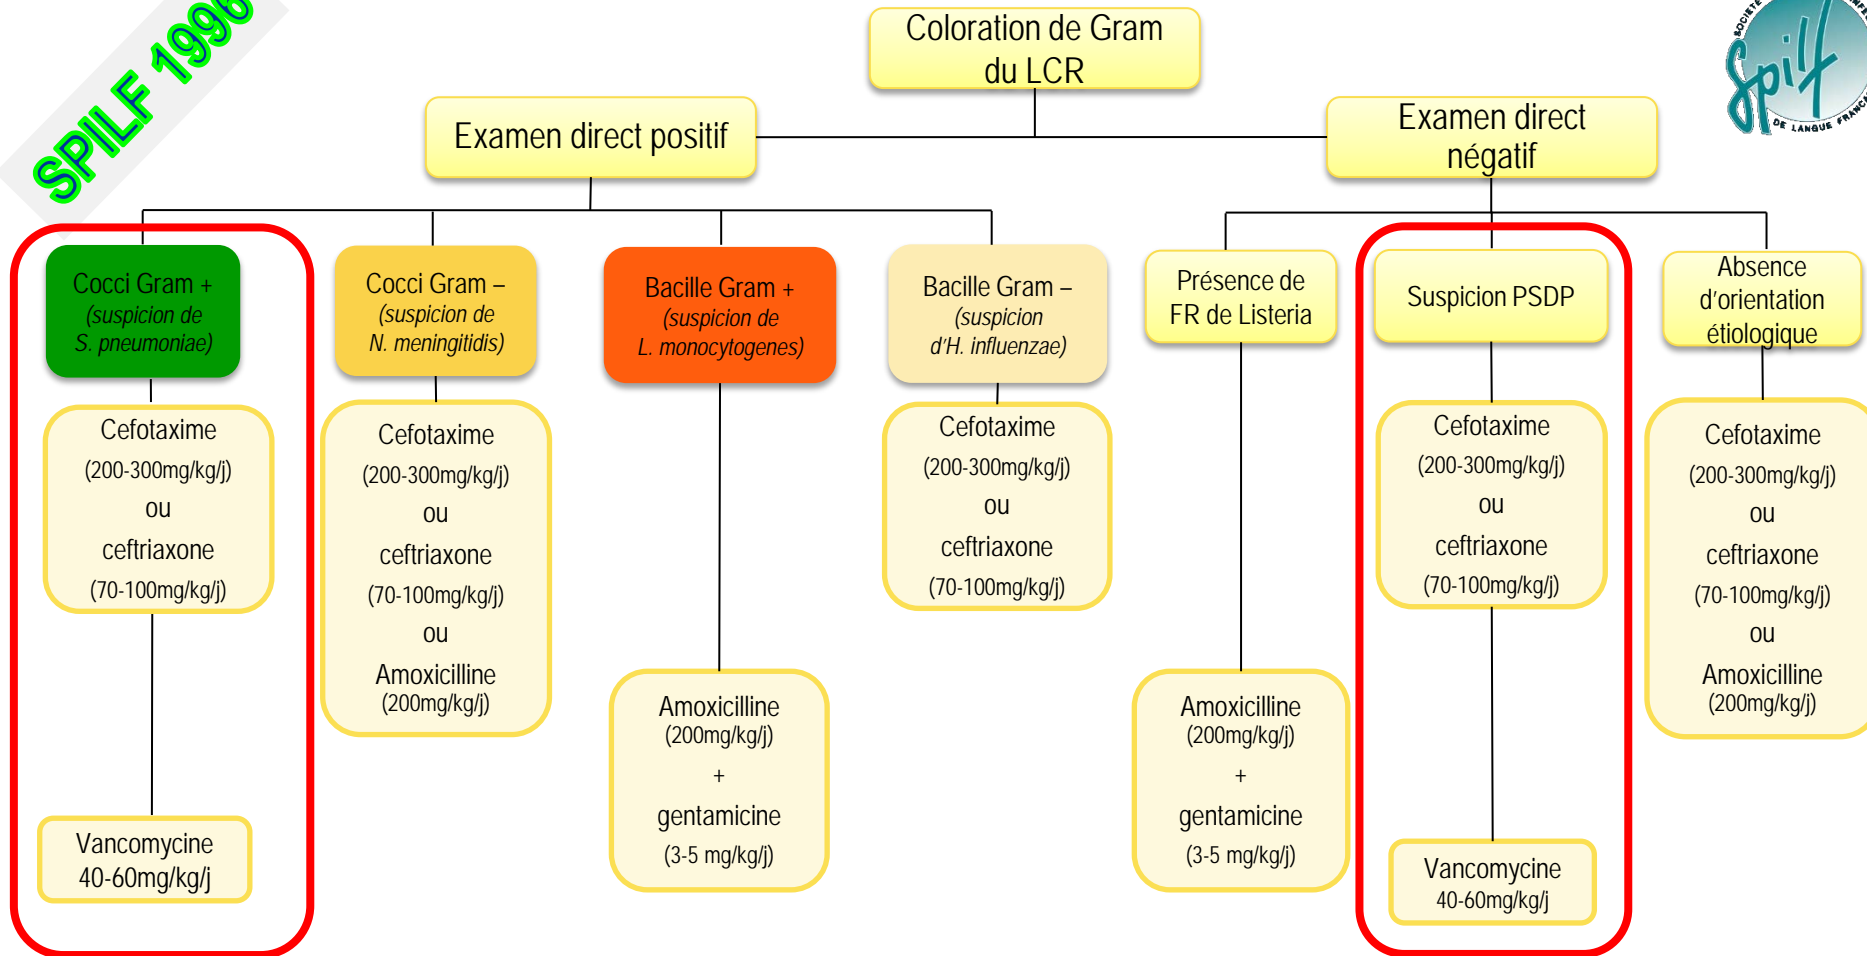 SPILF 1996
Coloration de Gram
du LCR
SOCIETE
Spilf
DE LANGUE
Examen direct positif
Examen direct
négatif
Cocci Gram +
(suspicion de
S. pneumoniae)
Cocci Gram –
(suspicion de
N. meningitidis)
Bacille Gram +
(suspicion de
L. monocytogenes)
Bacille Gram –
(suspicion
d'H. influenzae)
Présence de
FR de Listeria
Suspicion PSDP
Absence
d'orientation
étiologique
Cefotaxime
(200-300mg/kg/j)
ou
ceftriaxone
(70-100mg/kg/j)
Vancomycine
40-60mg/kg/j
Cefotaxime
(200-300mg/kg/j)
ou
ceftriaxone
(70-100mg/kg/j)
ou
Amoxicilline
(200mg/kg/j)
Amoxicilline
(200mg/kg/j)
+
gentamicine
(3-5 mg/kg/j)
Cefotaxime
(200-300mg/kg/j)
ou
ceftriaxone
(70-100mg/kg/j)
Amoxicilline
(200mg/kg/j)
+
gentamicine
(3-5 mg/kg/j)
Cefotaxime
(200-300mg/kg/j)
ou
ceftriaxone
(70-100mg/kg/j)
Vancomycine
40-60mg/kg/j
Cefotaxime
(200-300mg/kg/j)
ou
ceftriaxone
(70-100mg/kg/j)
ou
Amoxicilline
(200mg/kg/j)